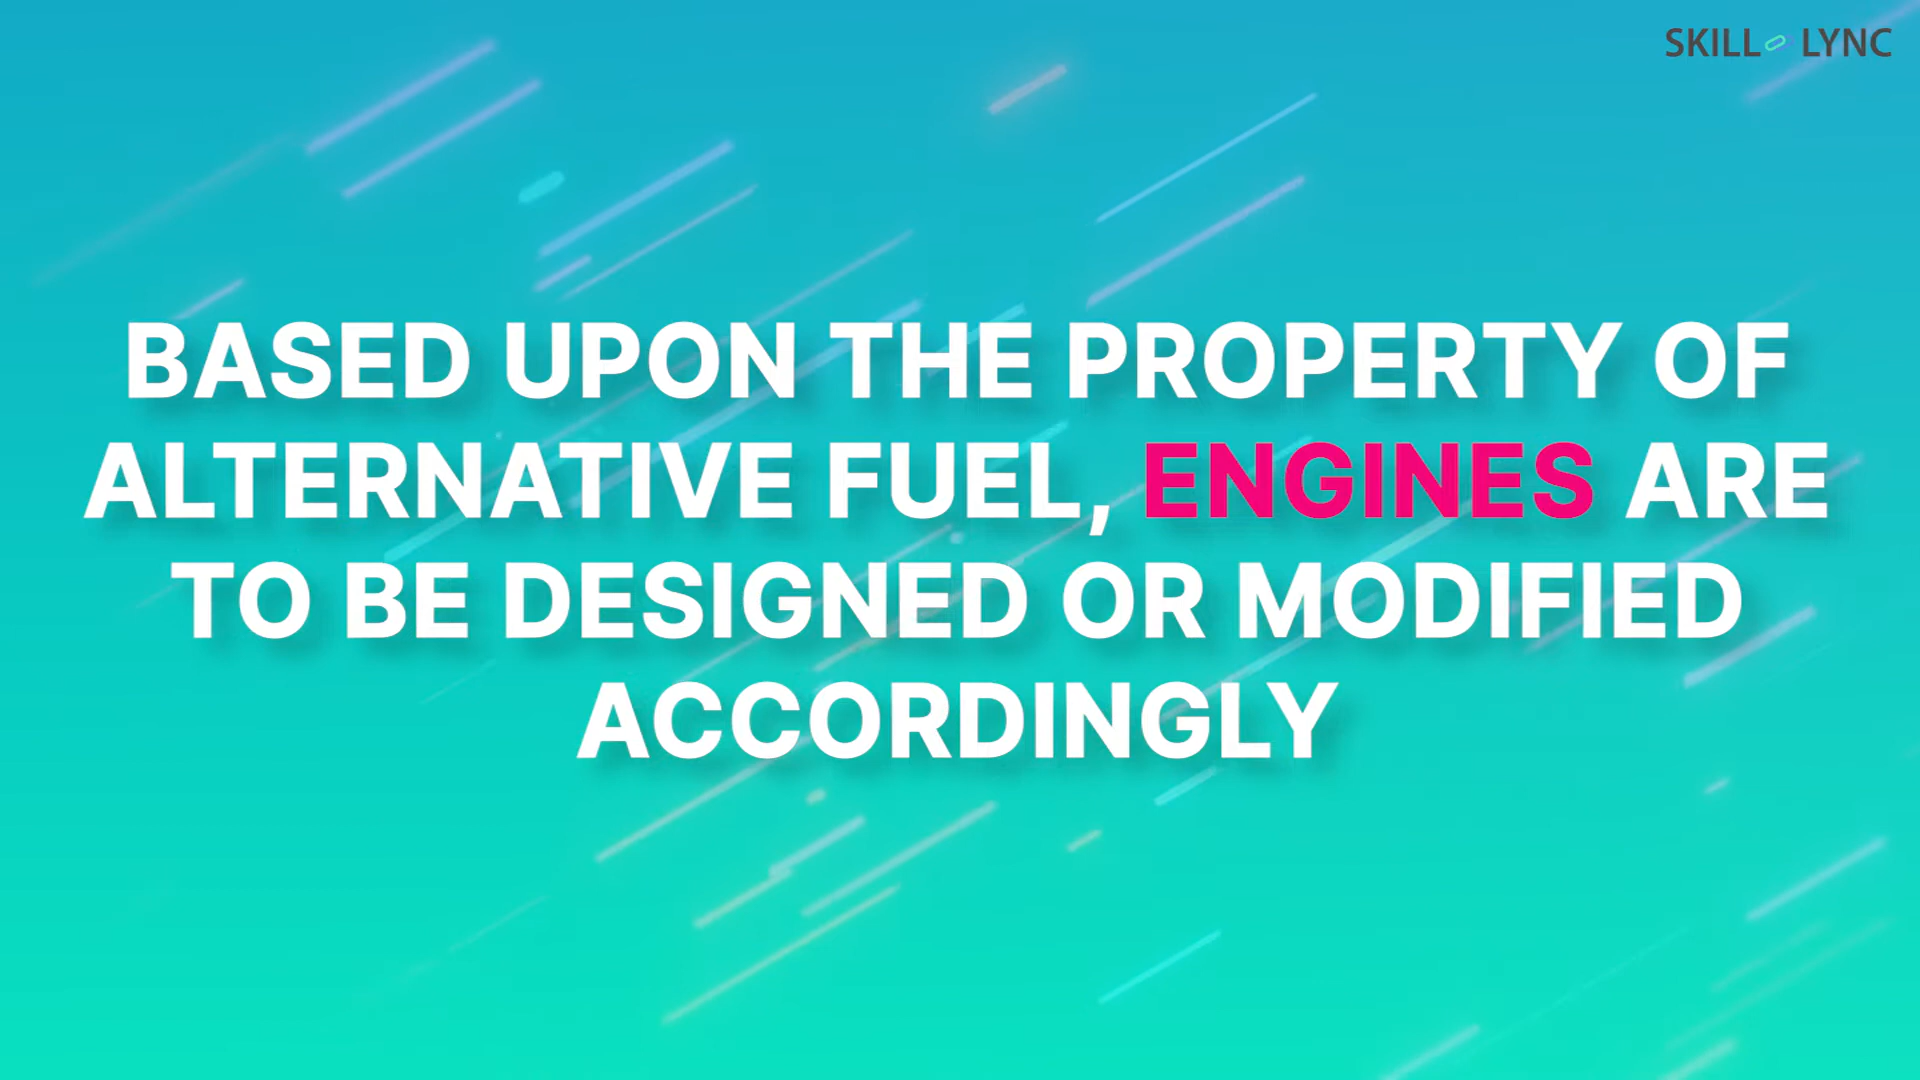 SKILL LYNC
BASED UPON THE PROPERTY OF
ALTERNATIVE FUEL, ENGINES ARE
TO BE DESIGNED OR MODIFIED
ACCORDINGLY